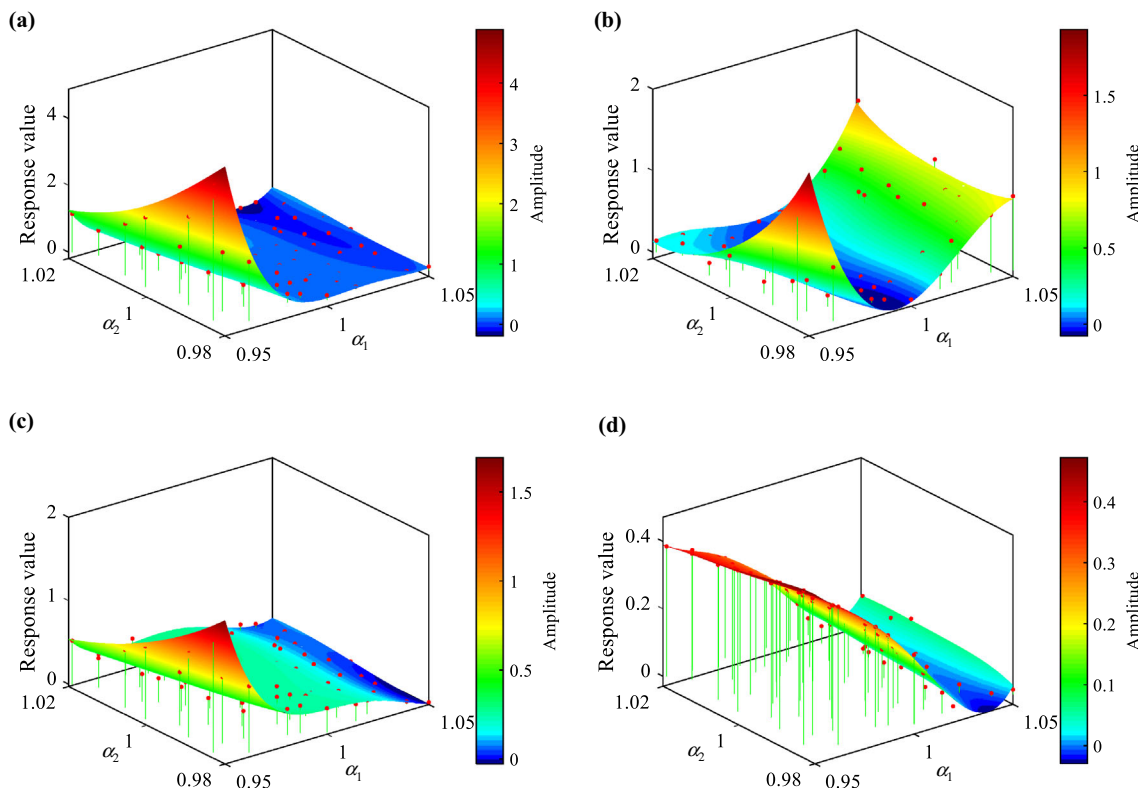 (a)
Response value
4
2
0
1.02
α2
1
0.98
0.95
1
α1
1.05
4
3
2
1
0
Amplitude
(b)
Response value
2
1
0
1.02
α2
1
0.98
0.95
1
α1
1.05
1.5
1
0.5
0
Amplitude
(c)
Response value
2
1
0
1.02
α2
1
0.98
0.95
1
α1
1.05
1.5
1
0.5
0
Amplitude
(d)
Response value
0.4
0.2
0
1.02
α2
1
0.98
0.95
1
α1
1.05
0.4
0.3
0.2
0.1
0
Amplitude